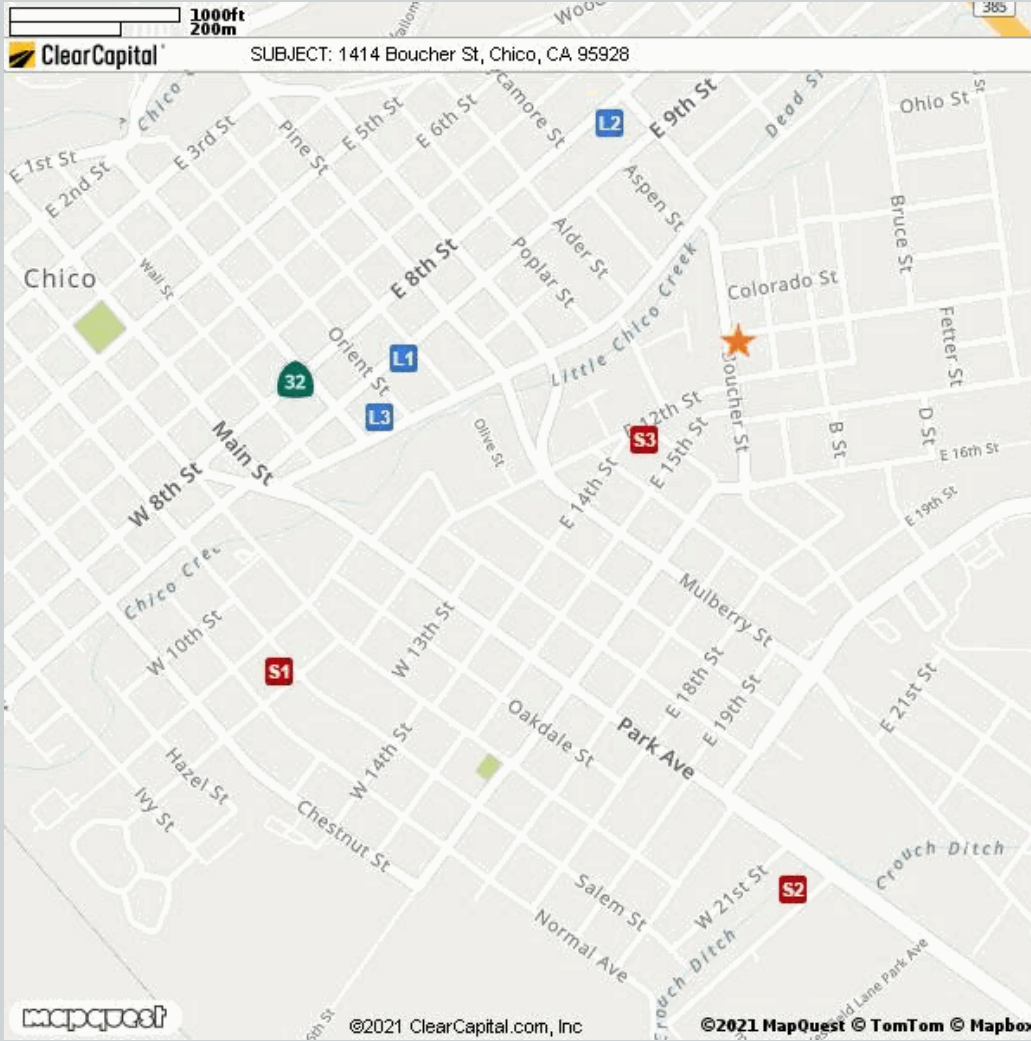 1000ft
200m
385
ClearCapital
SUBJECT: 1414 Boucher St, Chico, CA 95928
Chico
E 1st St
E 2nd St
E 3rd St
Pine St
E 5th St
E 6th St
L2
E 9th St
Ohio St
Aspen St
Alder St
Poplar St
E 8th St
Bruce St
Colorado St
Chico
Wall St
Orient St
L1
32
L3
Little Chico Creek
Boucher St
Fetter St
D St
B St
E 12th St
S3
E 15th St
Olive St
E 14th St
E 16th St
E 19th St
Main St
W 8th St
Chico
W 10th St
W 13th St
Mulberry St
S1
E 18th St
E 19th St
E 21st St
Oakdale St
Park Ave
W 14th St
Hazel St
Ivy St
Chestnut St
Crouch Ditch
S2
W 21st St
Salem St
Normal Ave
Crouch Ditch
Lane Park Ave
mapquest
©2021 ClearCapital.com, Inc
©2021 MapQuest © TomTom © Mapbox